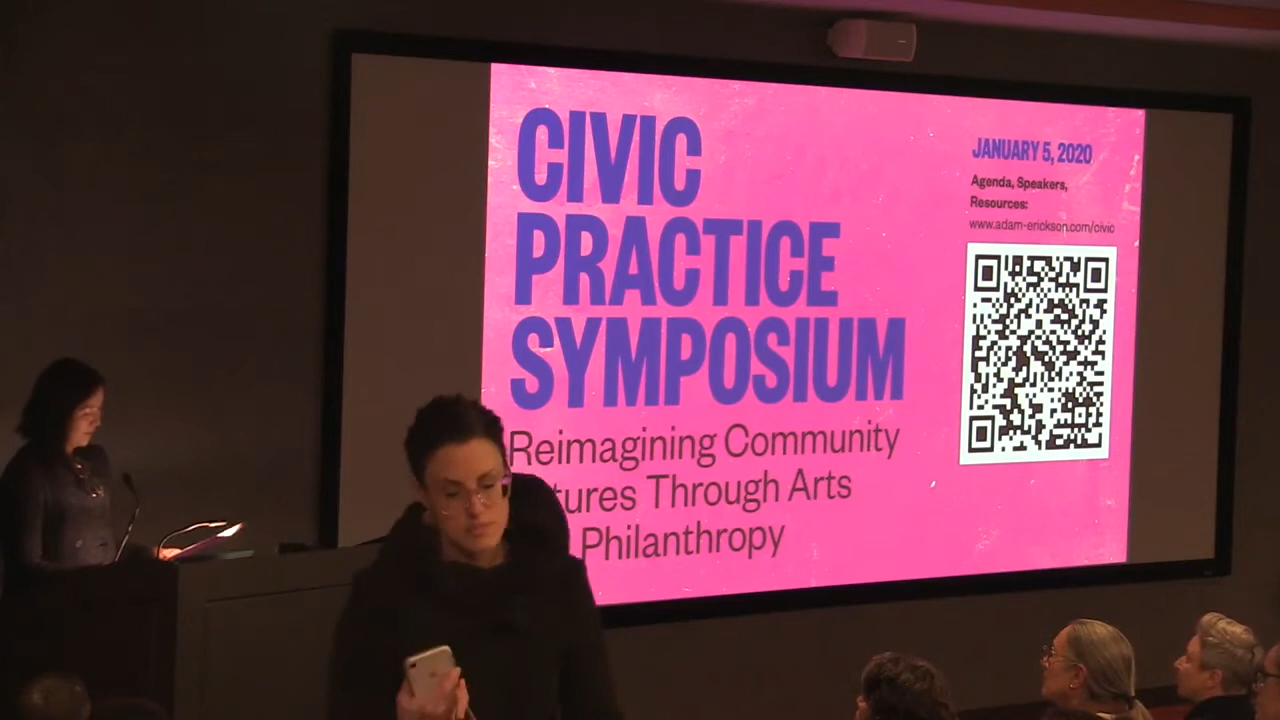 CIVIC
PRACTICE
SYMPOSIUM
Reimagining Community
tures Through Arts
Philanthropy
JANUARY 5, 2020
Agenda, Speakers,
Resources:
www.adam-erickson.com/civic